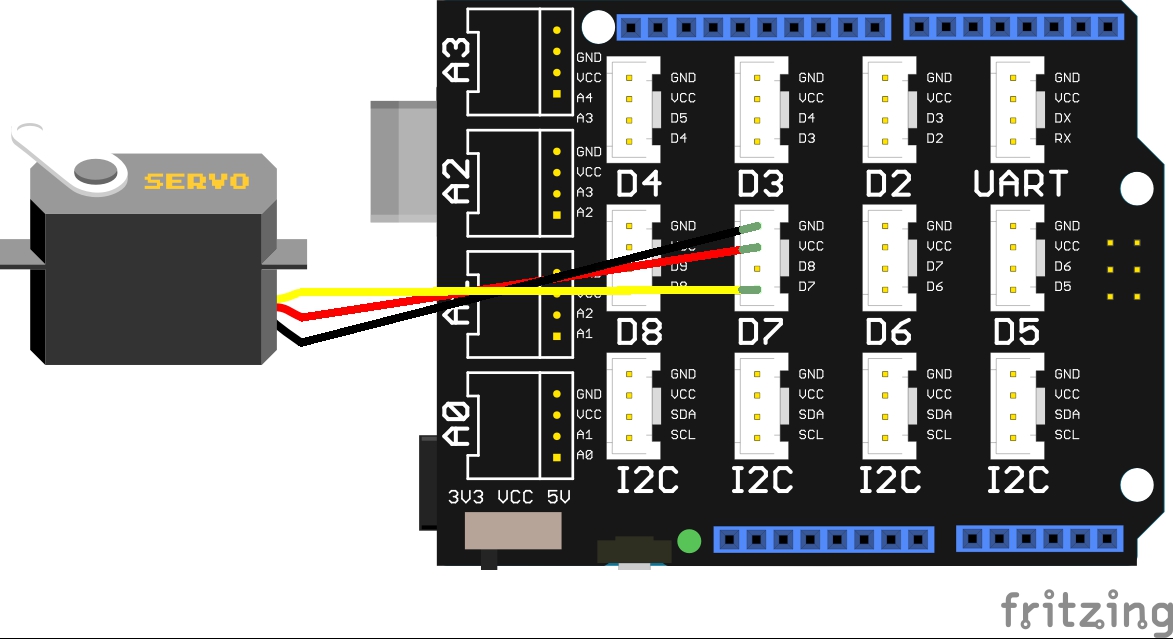 SERVO
A3
GND
VCC
A4
A3
A2
GND
VCC
A3
A2
A2
A1
A0
GND
VCC
A1
A0
3V3 VCC 5V
GND
VCC
D5
D4
D4
GND
VCC
D4
D3
D3
GND
VCC
D3
D2
D2
GND
VCC
DX
RX
UART
GND
VCC
D9
D8
D8
GND
VCC
D8
D7
D7
GND
VCC
D7
D6
D6
GND
VCC
D6
D5
D5
GND
VCC
SDA
SCL
I2C
GND
VCC
SDA
SCL
I2C
GND
VCC
SDA
SCL
I2C
GND
VCC
SDA
SCL
I2C
fritzing